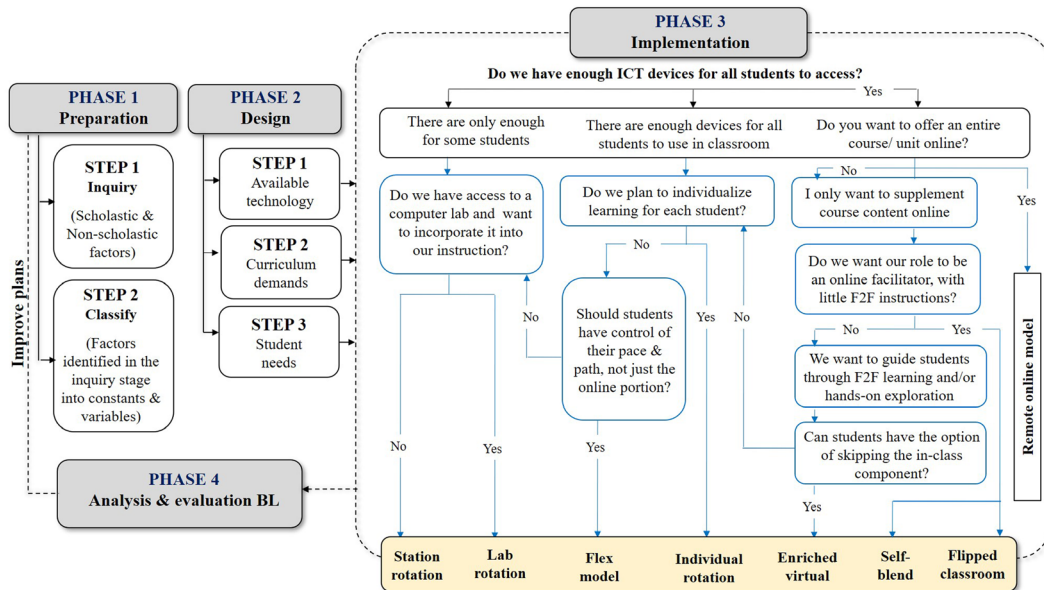 PHASE 3
Implementation
Do we have enough ICT devices for all students to access?
Yes
PHASE 1
Preparation
PHASE 2
Design
There are only enough
for some students
There are enough devices for all
students to use in classroom
Do you want to offer an entire
course/ unit online?
STEP 1
Inquiry
(Scholastic &
Non-scholastic
factors)
STEP 2
Classify
(Factors
identified in the
inquiry stage
into constants &
variables)
Improve plans
STEP 1
Available
technology
STEP 2
Curriculum
demands
STEP 3
Student
needs
Do we have access to a
computer lab and want
to incorporate it into
our instruction?
Do we plan to individualize
learning for each student?
No
Yes
I only want to supplement
course content online
No
Yes
Do we want our role to be
an online facilitator, with
little F2F instructions?
Should students
have control of
their pace &
path, not just the
online portion?
No
No
No
Yes
We want to guide students
through F2F learning and/or
hands-on exploration
Can students have the option
of skipping the in-class
component?
Remote online model
No
Yes
Yes
Yes
PHASE 4
Analysis & evaluation BL
Station
rotation
Lab
rotation
Flex
model
Individual
rotation
Enriched
virtual
Self-
blend
Flipped
classroom